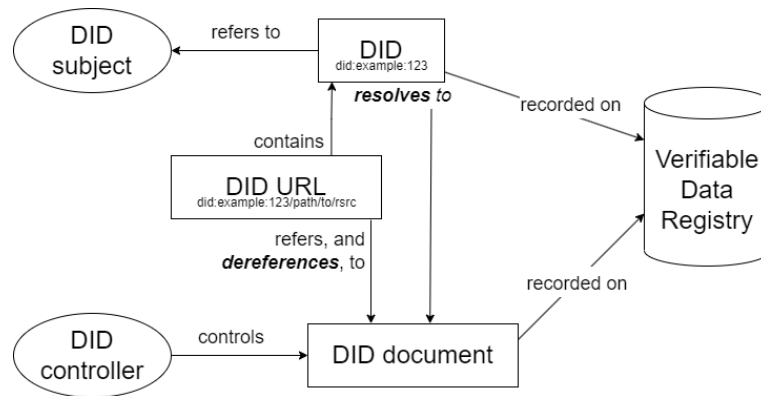 DID
subject
refers to
DID
did:example:123
resolves to
recorded on
contains
DID URL
did:example:123/path/to/rsrc
Verifiable
Data
Registry
refers, and
dereferences, to
recorded on
DID
controller
controls
DID document